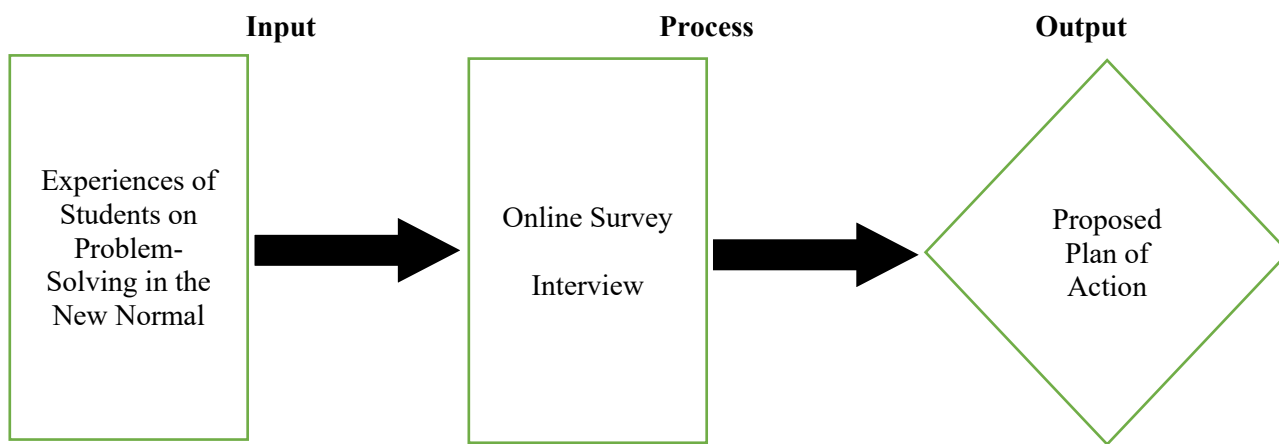 Input
Process
Output
Experiences of
Students on
Problem-
Solving in the
New Normal
Online Survey
Interview
Proposed
Plan of
Action